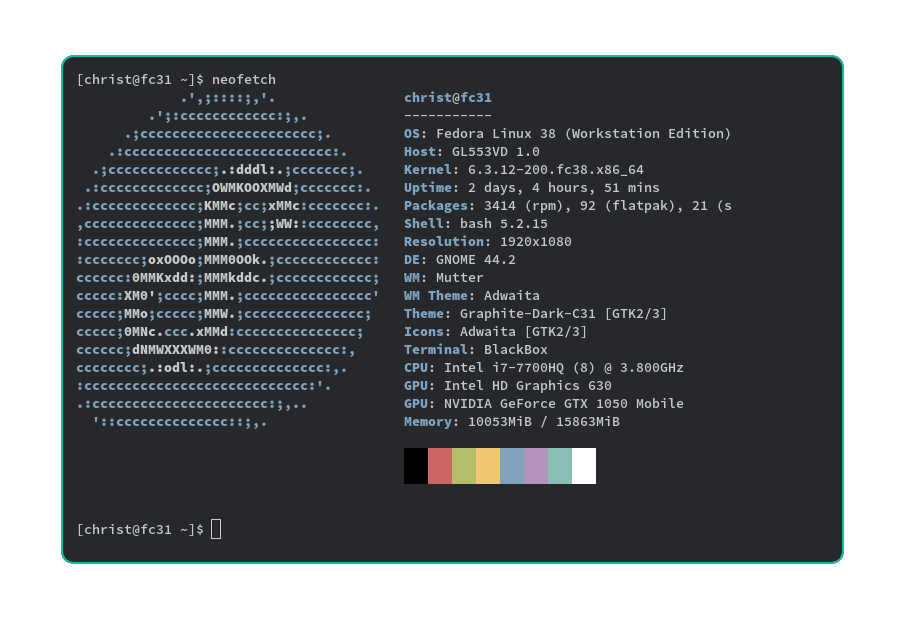 [christ@fc31 ~]$ neofetch
             .',;::::;,'.                christ@fc31
         .';:cccccccccccc:;,.            -----------
      .;cccccccccccccccccccccc;.         OS: Fedora Linux 38 (Workstation Edition)
    .:cccccccccccccccccccccccccc:.       Host: GL553VD 1.0
  .;ccccccccccccc;.:dddl:.;ccccccc;.     Kernel: 6.3.12-200.fc38.x86_64
 .:ccccccccccccc;OWMKOOXMWd;ccccccc:.    Uptime: 2 days, 4 hours, 51 mins
.:ccccccccccccc;KMMc;cc;xMMc:ccccccc:.   Packages: 3414 (rpm), 92 (flatpak), 21 (s
,cccccccccccccc;MMM.;cc;;WW::cccccccc,   Shell: bash 5.2.15
:cccccccccccccc;MMM.;cccccccccccccccc:   Resolution: 1920x1080
:ccccccc;oxOOOo;MMM0OOk.;cccccccccccc:   DE: GNOME 44.2
cccccc:0MMKxdd:;MMMkddc.;cccccccccccc;   WM: Mutter
ccccc:XM0';cccc;MMM.;cccccccccccccccc'   WM Theme: Adwaita
ccccc;MMo;ccccc;MMW.;ccccccccccccccc;    Theme: Graphite-Dark-C31 [GTK2/3]
ccccc;0MNc.ccc.xMMd:ccccccccccccccc;     Icons: Adwaita [GTK2/3]
cccccc;dNMWXXXWM0::cccccccccccccc:,      Terminal: BlackBox
cccccccc;.:odl:.;cccccccccccccc:,.       CPU: Intel i7-7700HQ (8) @ 3.800GHz
:cccccccccccccccccccccccccccc:'.         GPU: Intel HD Graphics 630
.:cccccccccccccccccccccc:;,..            GPU: NVIDIA GeForce GTX 1050 Mobile
  '::cccccccccccccc::;,.                 Memory: 10053MiB / 15863MiB
[christ@fc31 ~]$